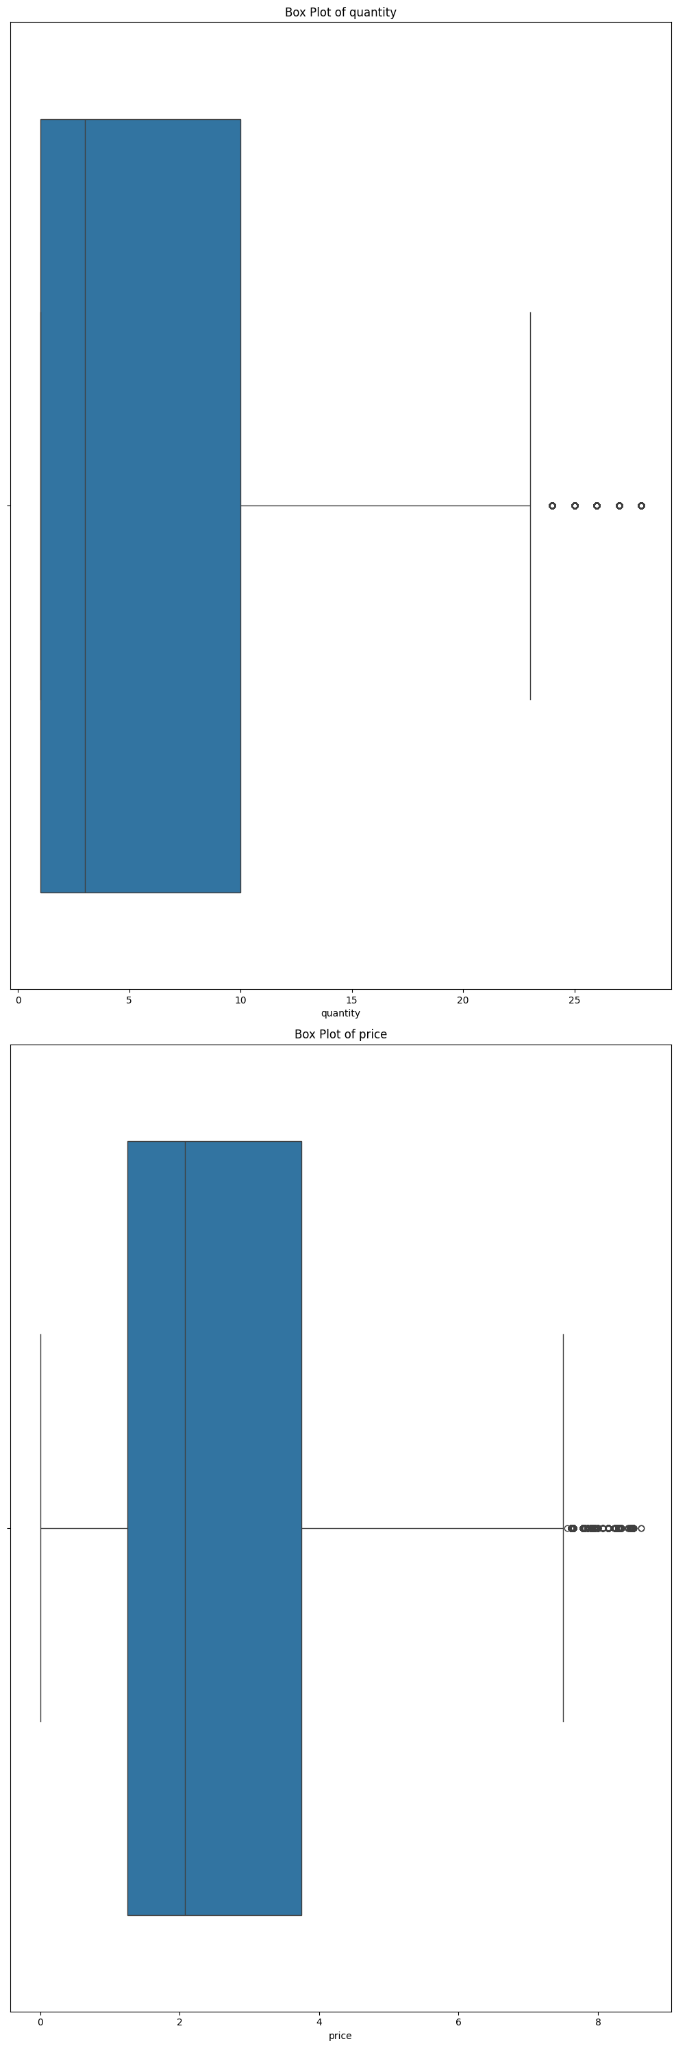 Box Plot of quantity
0 5 10 15 20 25
quantity
Box Plot of price
0 2 4 6 8
price